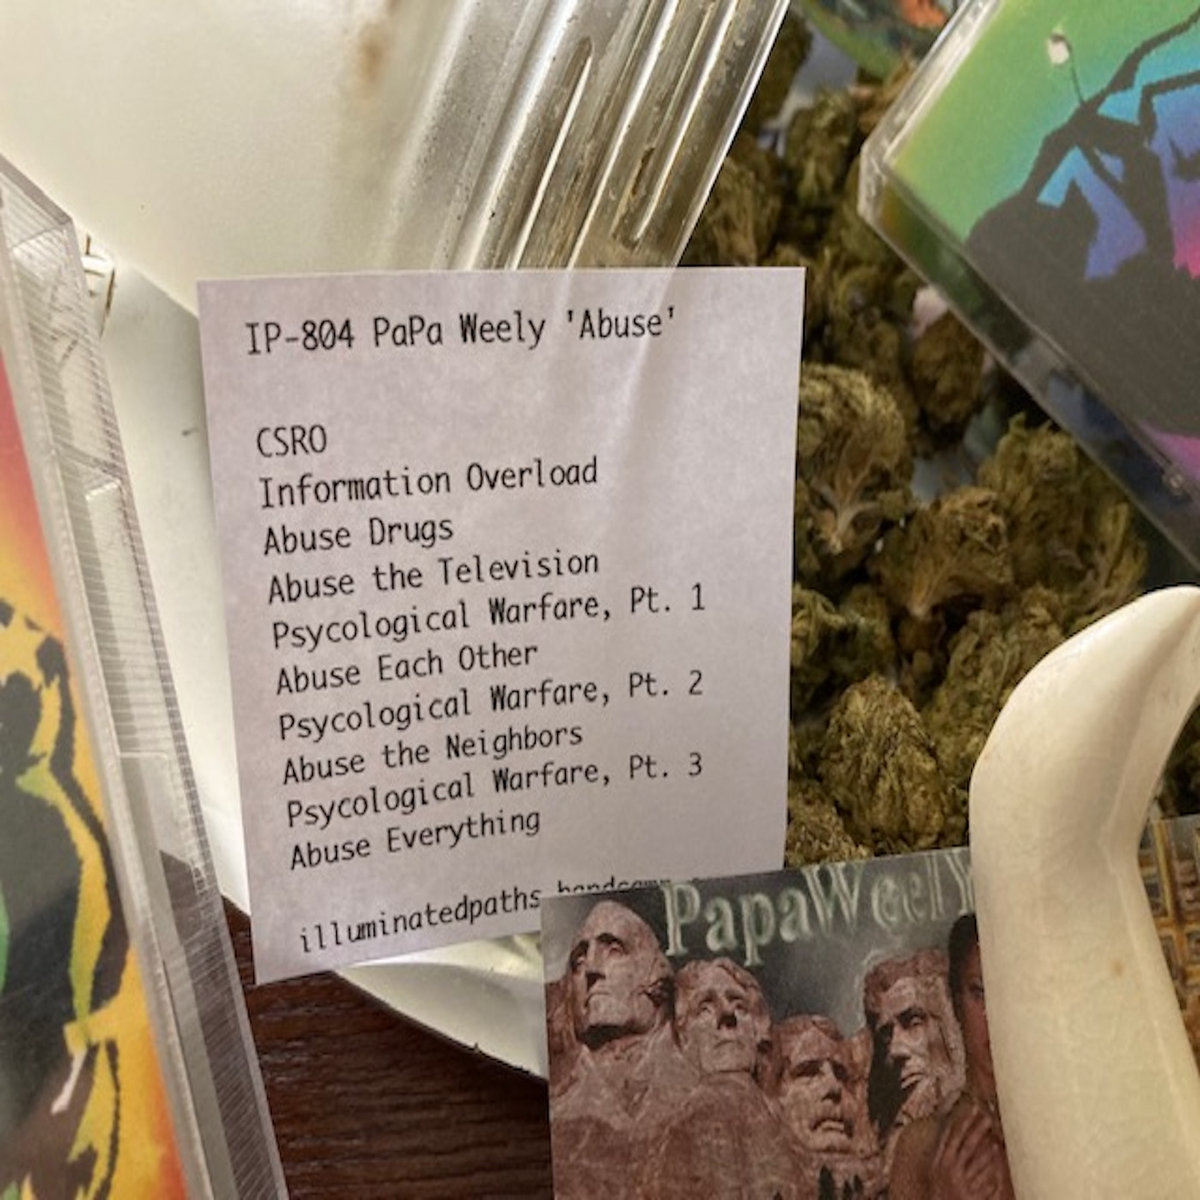 IP-804 PaPa Weely 'Abuse'
CSRO
Information Overload
Abuse Drugs
Abuse the Television
Psycological Warfare, Pt. 1
Abuse Each Other
Psycological Warfare, Pt. 2
Abuse the Neighbors
Psycological Warfare, Pt. 3
Abuse Everything
illuminatedpaths
PapaWeely